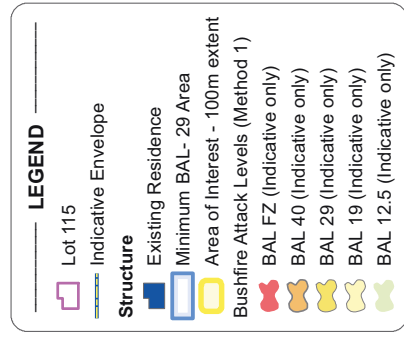 LEGEND
Lot 115
Indicative Envelope
Structure
Existing Residence
Minimum BAL- 29 Area
Area of Interest - 100m extent
Bushfire Attack Levels (Method 1)
BAL FZ (Indicative only)
BAL 40 (Indicative only)
BAL 29 (Indicative only)
BAL 19 (Indicative only)
BAL 12.5 (Indicative only)